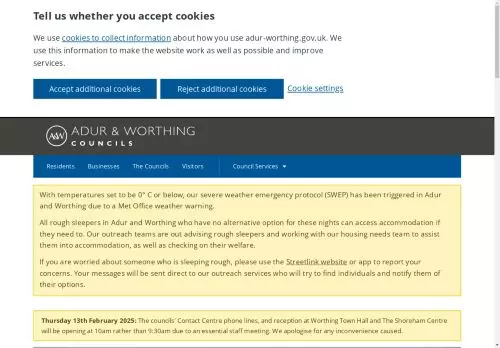 Tell us whether you accept cookies
We use cookies to collect information about how you use adur-worthing.gov.uk. We
use this information to make the website work as well as possible and improve
services.
Accept additional cookies
Reject additional cookies
Cookie settings
A&W
ADUR & WORTHING
COUNCILS
Residents
Businesses
The Councils
Visitors
Council Services
With temperatures set to be 0° C or below, our severe weather emergency protocol (SWEP) has been triggered in Adur
and Worthing due to a Met Office weather warning.
All rough sleepers in Adur and Worthing who have no alternative option for these nights can access accommodation if
they need to. Our outreach teams are out advising rough sleepers and working with our housing needs team to assist
them into accommodation, as well as checking on their welfare.
If you are worried about someone who is sleeping rough, please use the Streetlink website or app to report your
concerns. Your messages will be sent direct to our outreach services who will try to find individuals and notify them of
their options.
Thursday 13th February 2025: The councils' Contact Centre phone lines, and reception at Worthing Town Hall and The Shoreham Centre
will be opening at 10am rather than 9:30am due to an essential staff meeting. We apologise for any inconvenience caused.